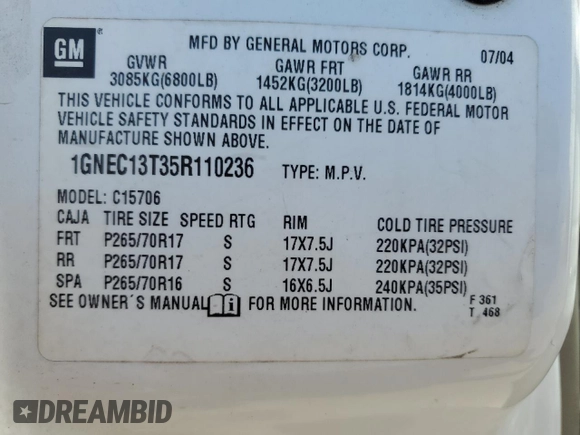 GM
MFD BY GENERAL MOTORS CORP. 07/04
GVWR GAWR FRT GAWR RR
3085KG(6800LB) 1452KG(3200LB) 1814KG(4000LB)
THIS VEHICLE CONFORMS TO ALL APPLICABLE U.S. FEDERAL MOTOR
VEHICLE SAFETY STANDARDS IN EFFECT ON THE DATE OF
MANUFACTURE SHOWN ABOVE.
1GNEC13T35R110236 TYPE: M.P.V.
MODEL: C15706
CAJA TIRE SIZE SPEED RTG RIM COLD TIRE PRESSURE
FRT P265/70R17 S 17X7.5J 220KPA(32PSI)
RR P265/70R17 S 17X7.5J 220KPA(32PSI)
SPA P265/70R16 S 16X6.5J 240KPA(35PSI)
SEE OWNER´S MANUAL i FOR MORE INFORMATION.
F 361
T 468
DREAMBID